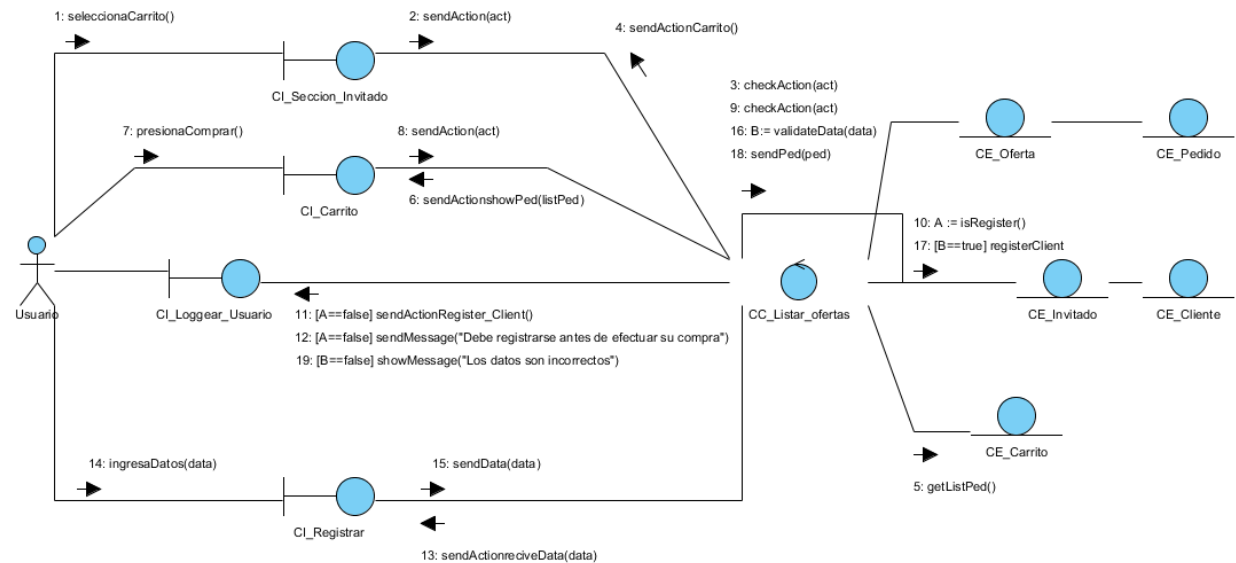 1: seleccionaCarrito()
2: sendAction(act)
4: sendActionCarrito()
CI_Seccion_Invitado
3: checkAction(act)
9: checkAction(act)
16: B:= validateData(data)
18: sendPed(ped)
7: presionaComprar()
8: sendAction(act)
CE_Oferta
CE_Pedido
6: sendActionshowPed(listPed)
CI_Carrito
10: A := isRegister()
17: [B==true] registerClient
Usuario
CI_Loggear_Usuario
11: [A==false] sendActionRegister_Client()
12: [A==false] sendMessage("Debe registrarse antes de efectuar su compra")
19: [B==false] showMessage("Los datos son incorrectos")
CC_Listar_ofertas
CE_Invitado
CE_Cliente
CE_Carrito
5: getListPed()
14: ingresaDatos(data)
15: sendData(data)
CI_Registrar
13: sendActionreciveData(data)